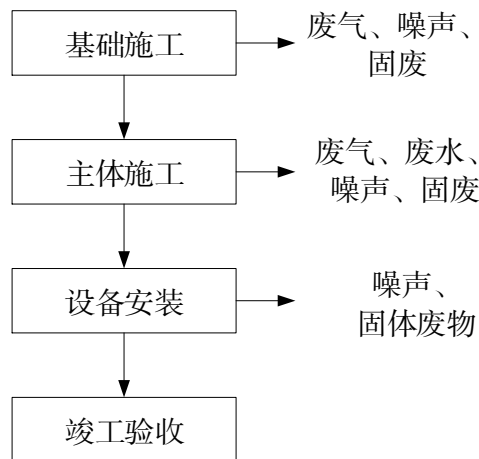 基础施工
废气、噪声、
固废
主体施工
废气、废水、
噪声、固废
设备安装
噪声、
固体废物
竣工验收